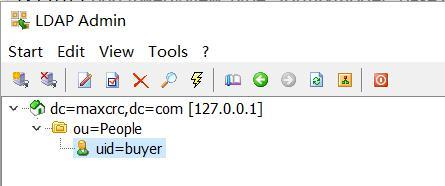 LDAP Admin
Start Edit View Tools ?
dc=maxcrc,dc=com [127.0.0.1]
ou=People
uid=buyer